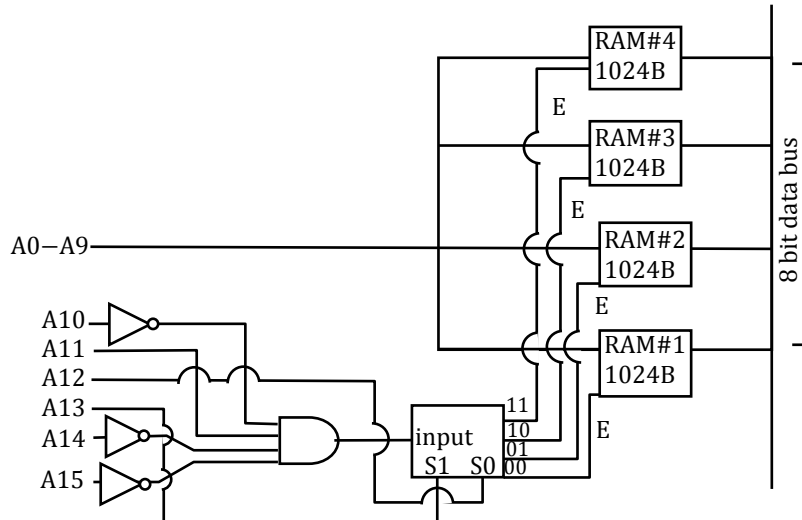 RAM#4
1024B
E
RAM#3
1024B
E
A0−A9
RAM#2
1024B
E
8 bit data bus
A10
A11
A12
A13
A14
A15
RAM#1
1024B
E
input
S1 S0
11
10
01
00